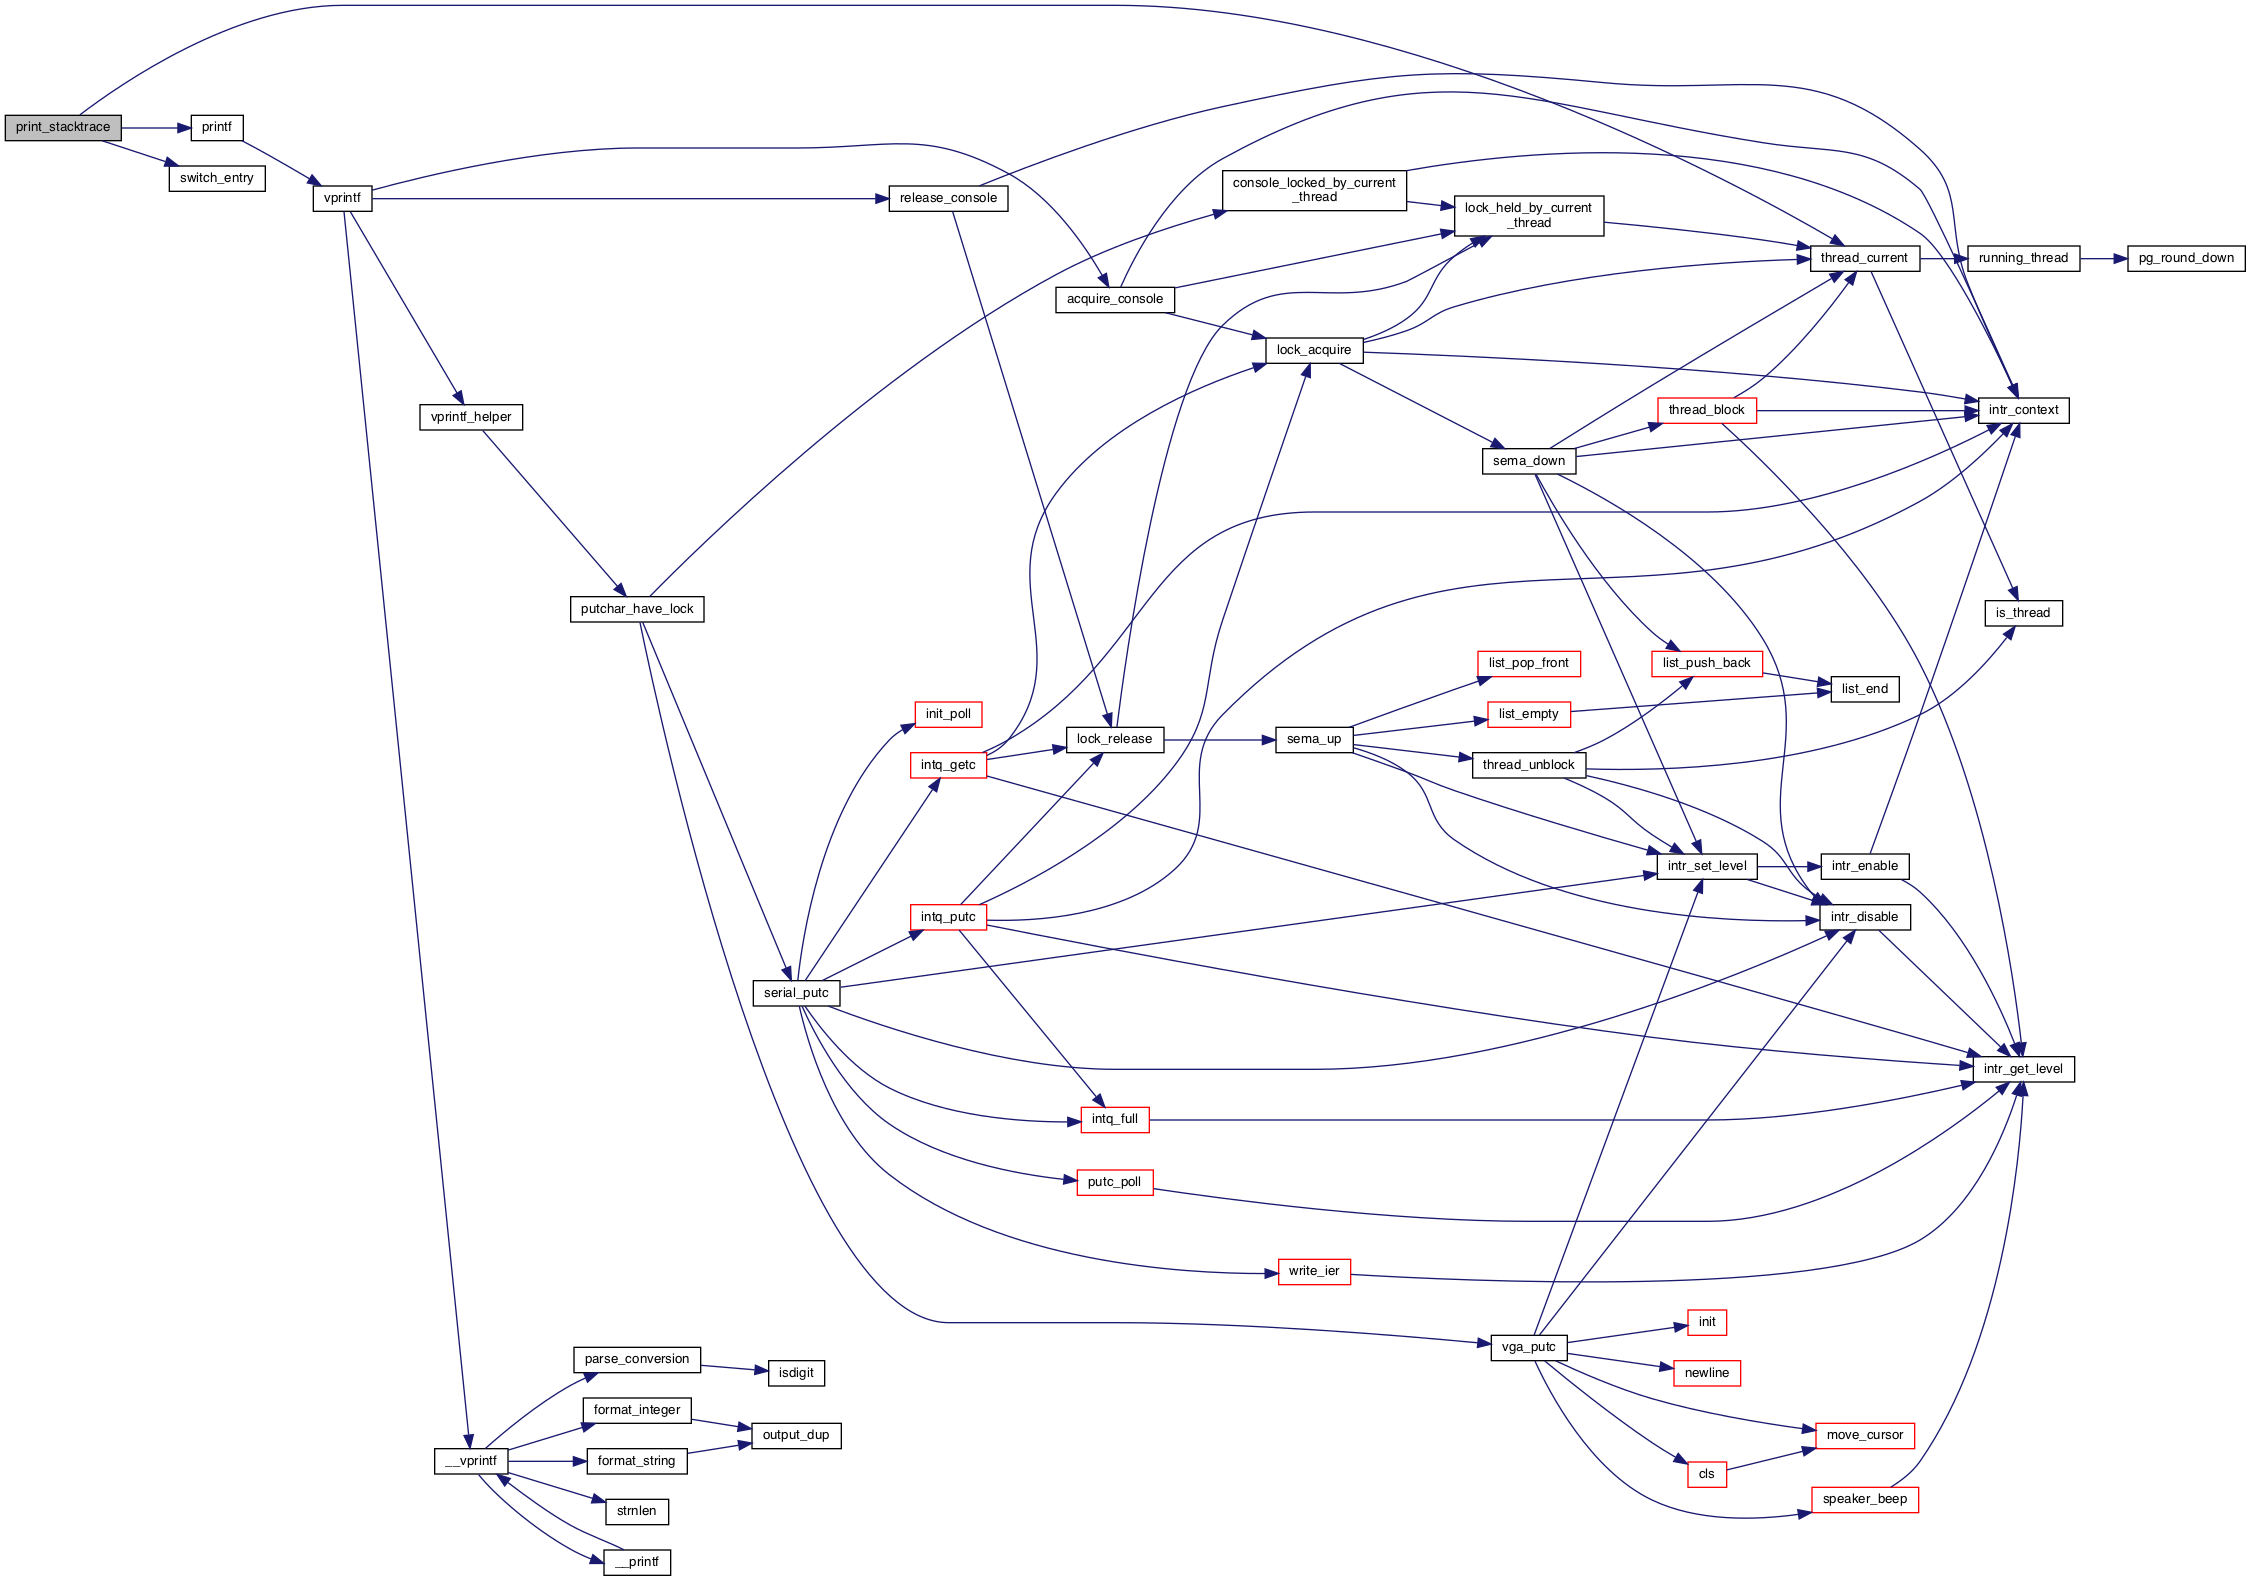 print_stacktrace
printf
switch_entry
vprintf
release_console
console_locked_by_current
_thread
lock_held_by_current
_thread
thread_current
running_thread
pg_round_down
acquire_console
lock_acquire
vprintf_helper
thread_block
intr_context
sema_down
putchar_have_lock
is_thread
list_pop_front
list_push_back
list_end
init_poll
list_empty
lock_release
sema_up
intq_getc
thread_unblock
intr_set_level
intr_enable
intq_putc
intr_disable
serial_putc
intr_get_level
intq_full
putc_poll
write_ier
init
vga_putc
parse_conversion
isdigit
newline
format_integer
output_dup
move_cursor
__vprintf
format_string
cls
strnlen
speaker_beep
__printf